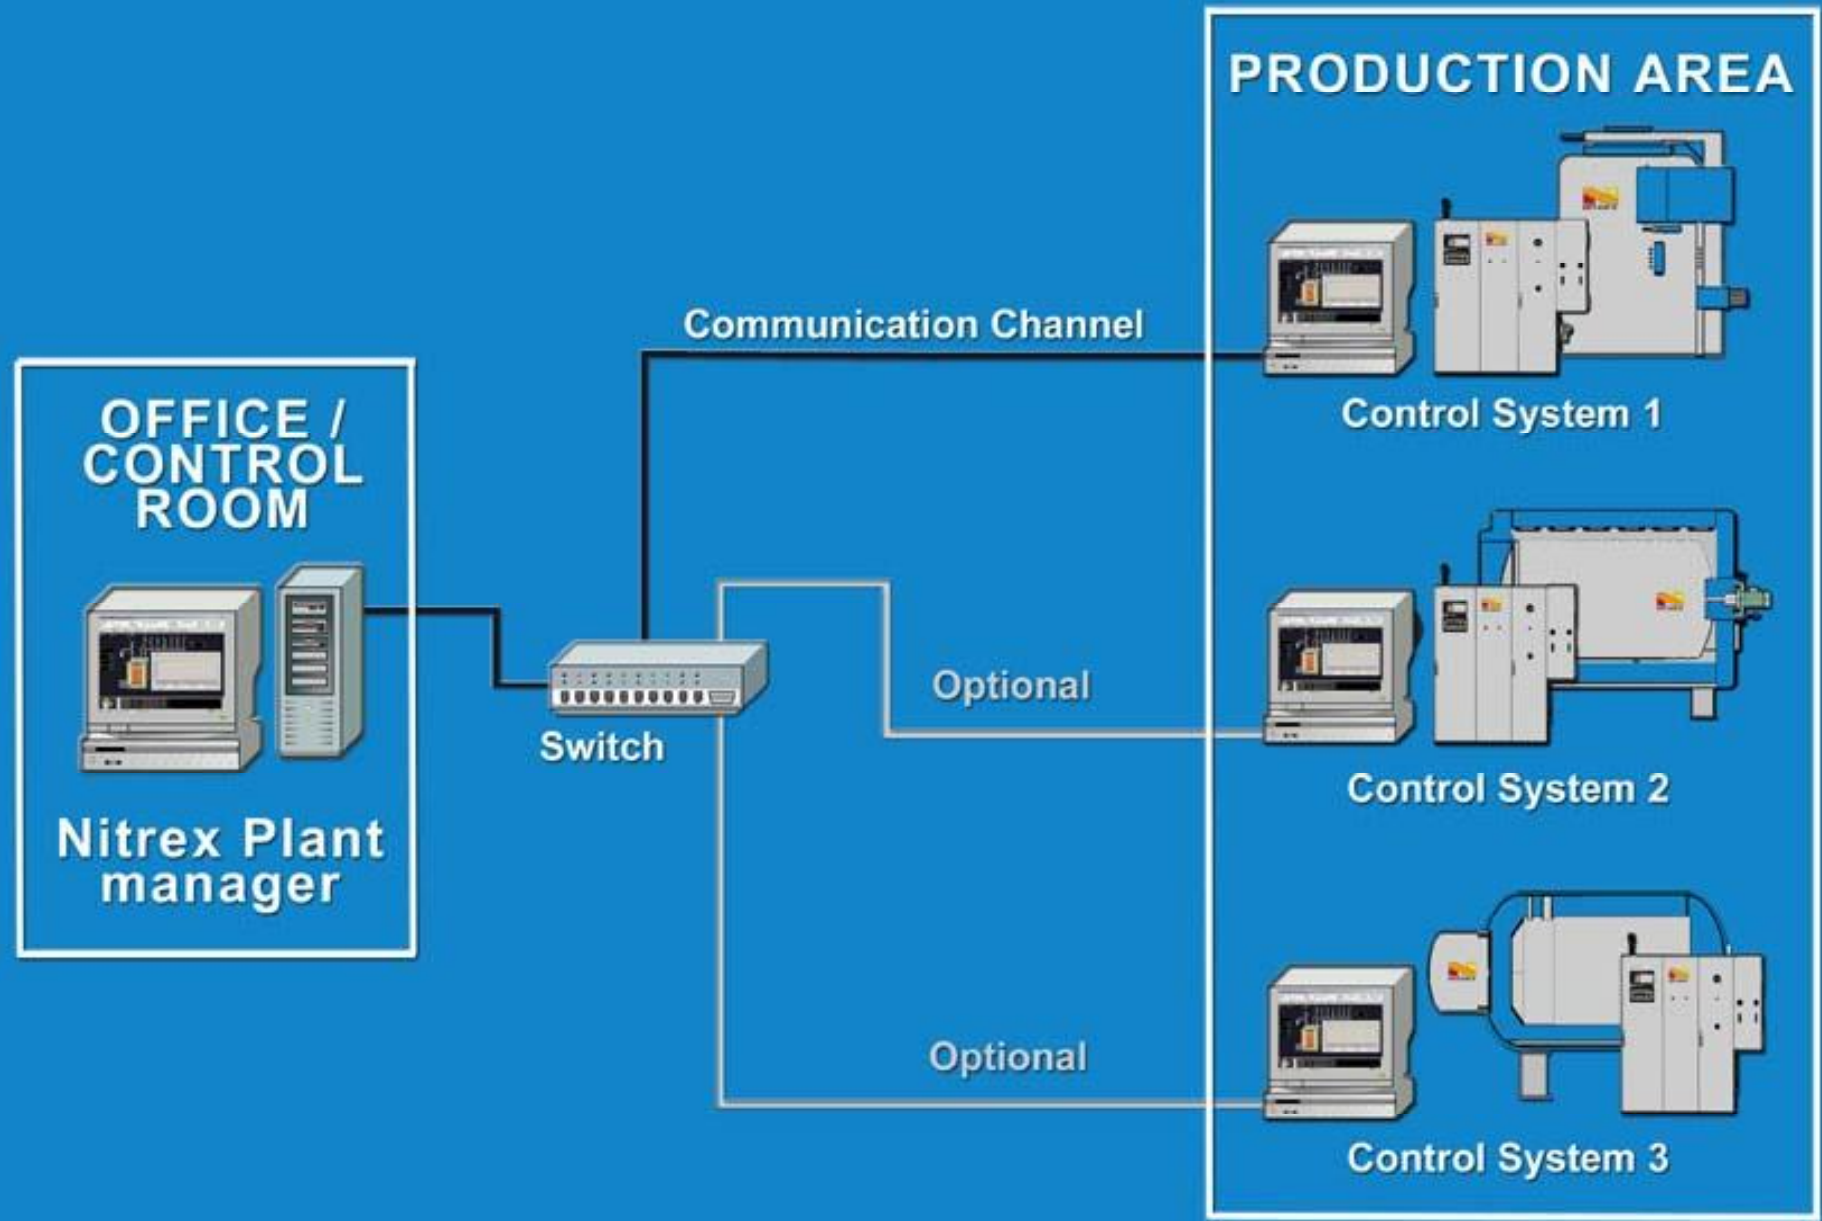 PRODUCTION AREA
Communication Channel
Control System 1
OFFICE /
CONTROL
ROOM
Switch
Optional
Control System 2
Nitrex Plant
manager
Optional
Control System 3